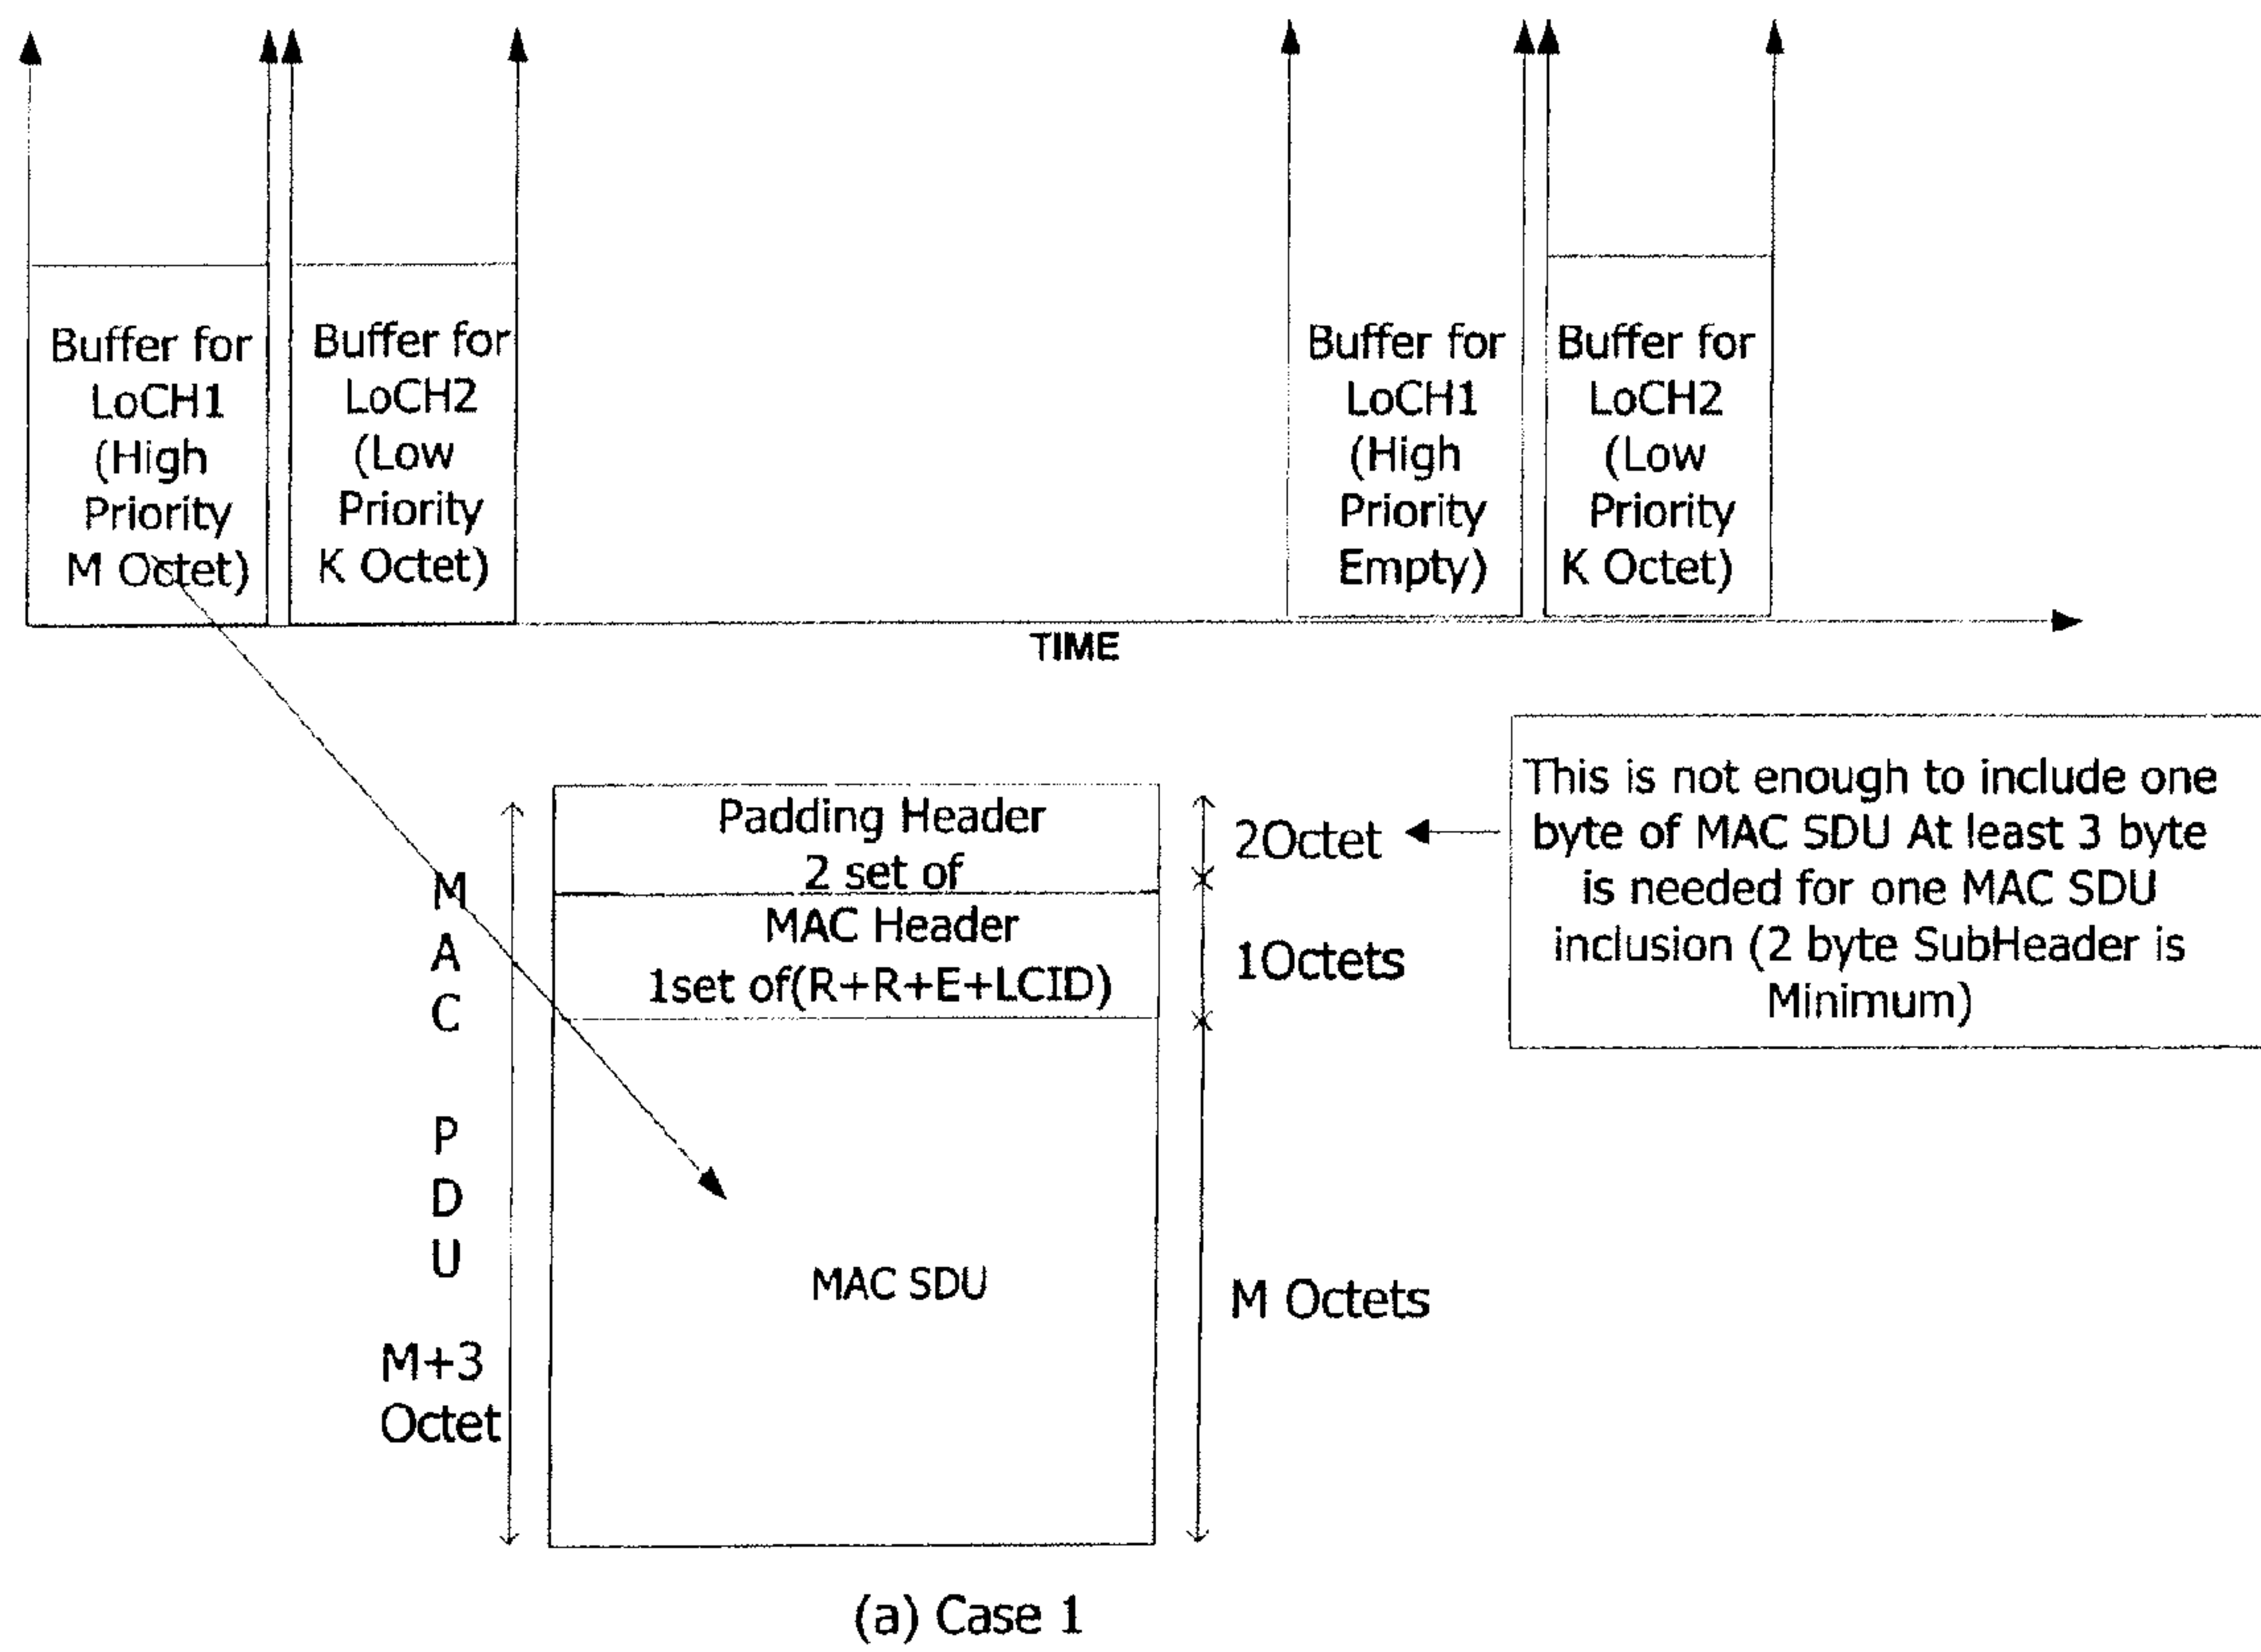 Buffer for
LoCH1
(High
Priority
M Octet)
Buffer for
LoCH2
(Low
Priority
K Octet)
Buffer for
LoCH1
(High
Priority
Empty)
Buffer for
LoCH2
(Low
Priority
K Octet)
TIME
M
A
C
P
D
U
M+3
Octet
Padding Header
2 set of
MAC Header
1set of(R+R+E+LCID)
MAC SDU
2Octet
1Octets
M Octets
This is not enough to include one
byte of MAC SDU At least 3 byte
is needed for one MAC SDU
inclusion (2 byte SubHeader is
Minimum)
(a) Case 1